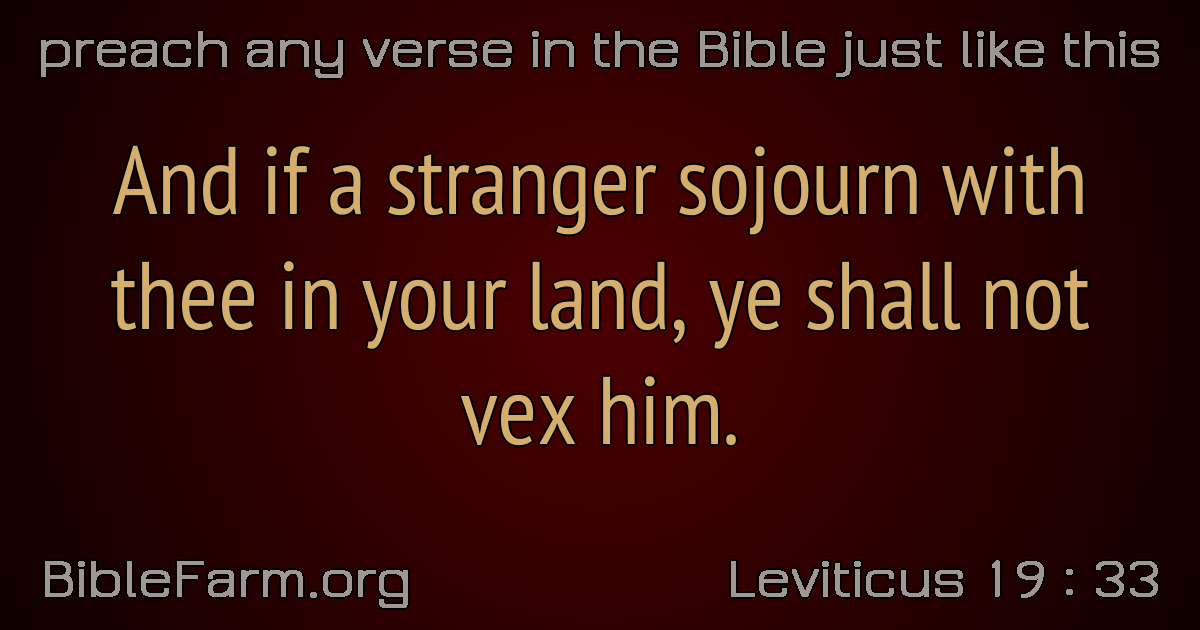 preach any verse in the Bible just like this
And if a stranger sojourn with
thee in your land, ye shall not
vex him.
BibleFarm.org
Leviticus 19 : 33